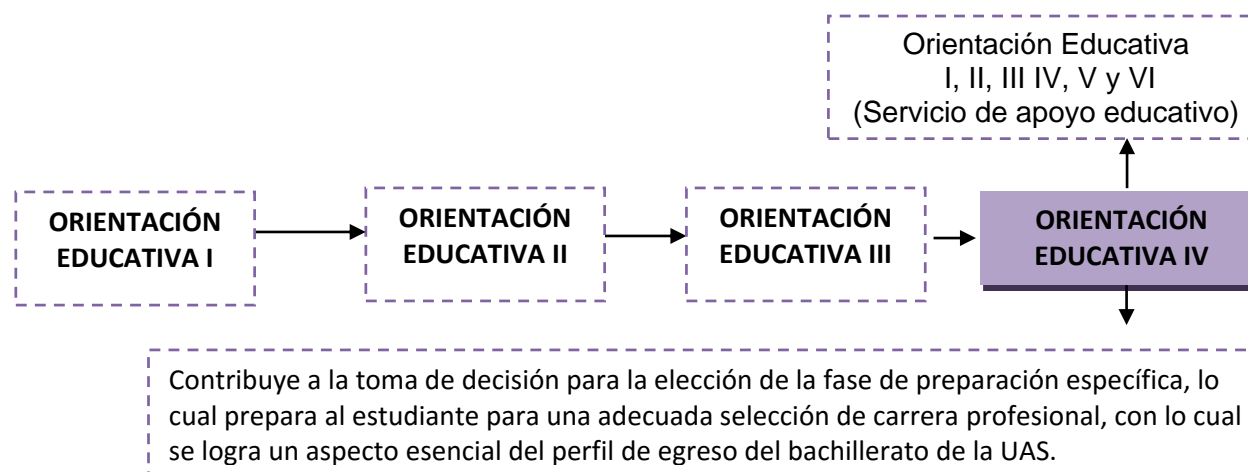 Orientación Educativa
I, II, III IV, V y VI
(Servicio de apoyo educativo)
ORIENTACIÓN
EDUCATIVA I
ORIENTACIÓN
EDUCATIVA II
ORIENTACIÓN
EDUCATIVA III
ORIENTACIÓN
EDUCATIVA IV
Contribuye a la toma de decisión para la elección de la fase de preparación específica, lo
cual prepara al estudiante para una adecuada selección de carrera profesional, con lo cual
se logra un aspecto esencial del perfil de egreso del bachillerato de la UAS.